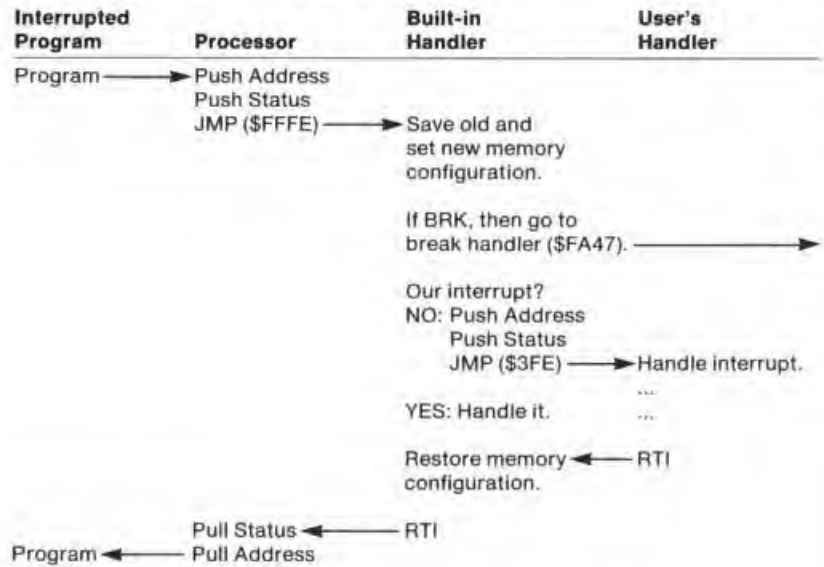 Interrupted Program Processor Built-in Handler User's Handler
Program Push Address
Push Status
JMP ($FFFE) Save old and
set new memory
configuration.
If BRK, then go to
break handler ($FA47).
Our interrupt?
NO: Push Address
Push Status
JMP ($3FE) Handle interrupt.
...
YES: Handle it. ...
Restore memory RTI
configuration.
Pull Status RTI
Program Pull Address